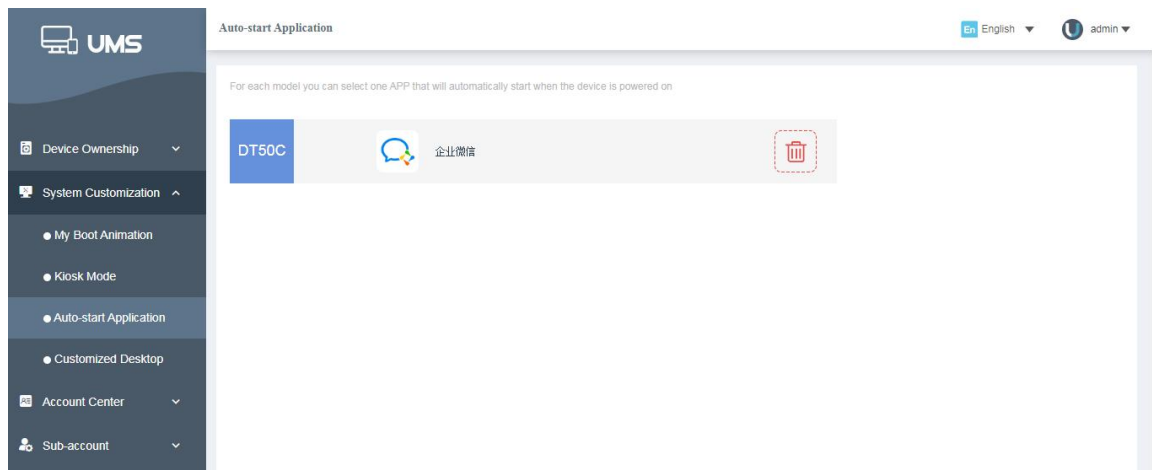 UMS
Auto-start Application
En English
admin
For each model you can select one APP that will automatically start when the device is powered on
DT50C
企业微信
Device Ownership
System Customization
My Boot Animation
Kiosk Mode
Auto-start Application
Customized Desktop
Account Center
Sub-account